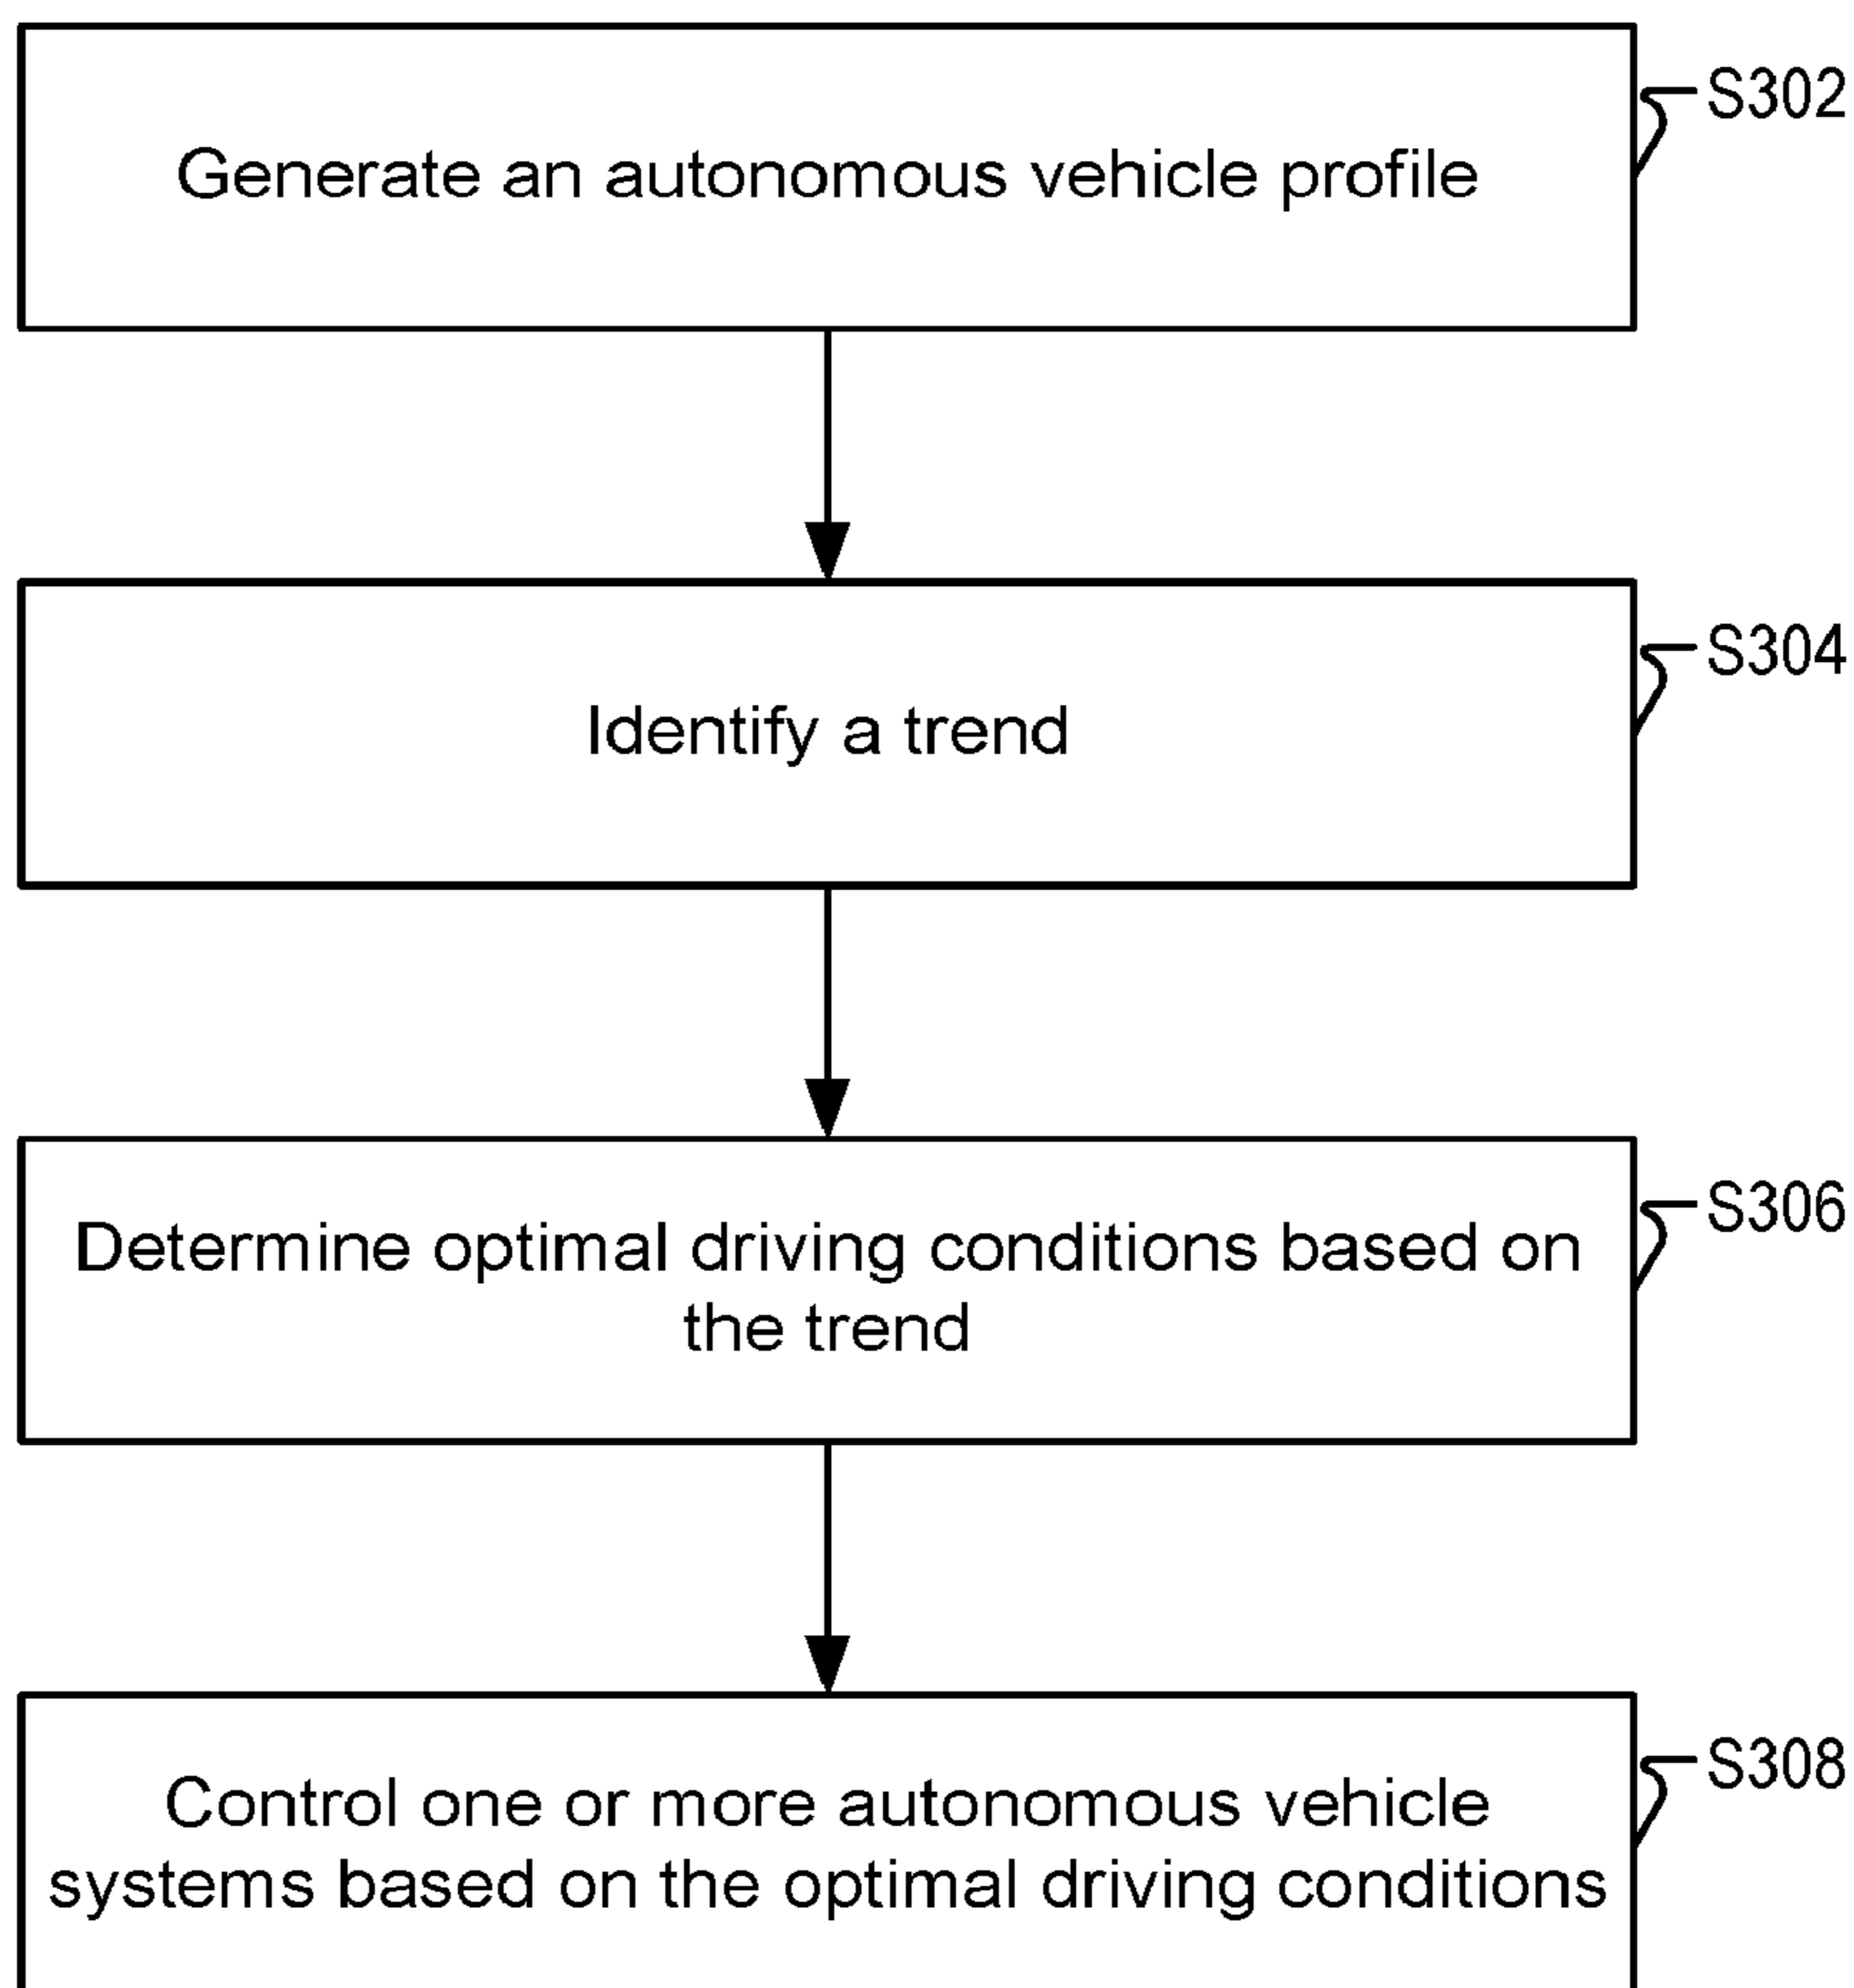 S302
Generate an autonomous vehicle profile
S304
Identify a trend
S306
Determine optimal driving conditions based on
the trend
S308
Control one or more autonomous vehicle
systems based on the optimal driving conditions